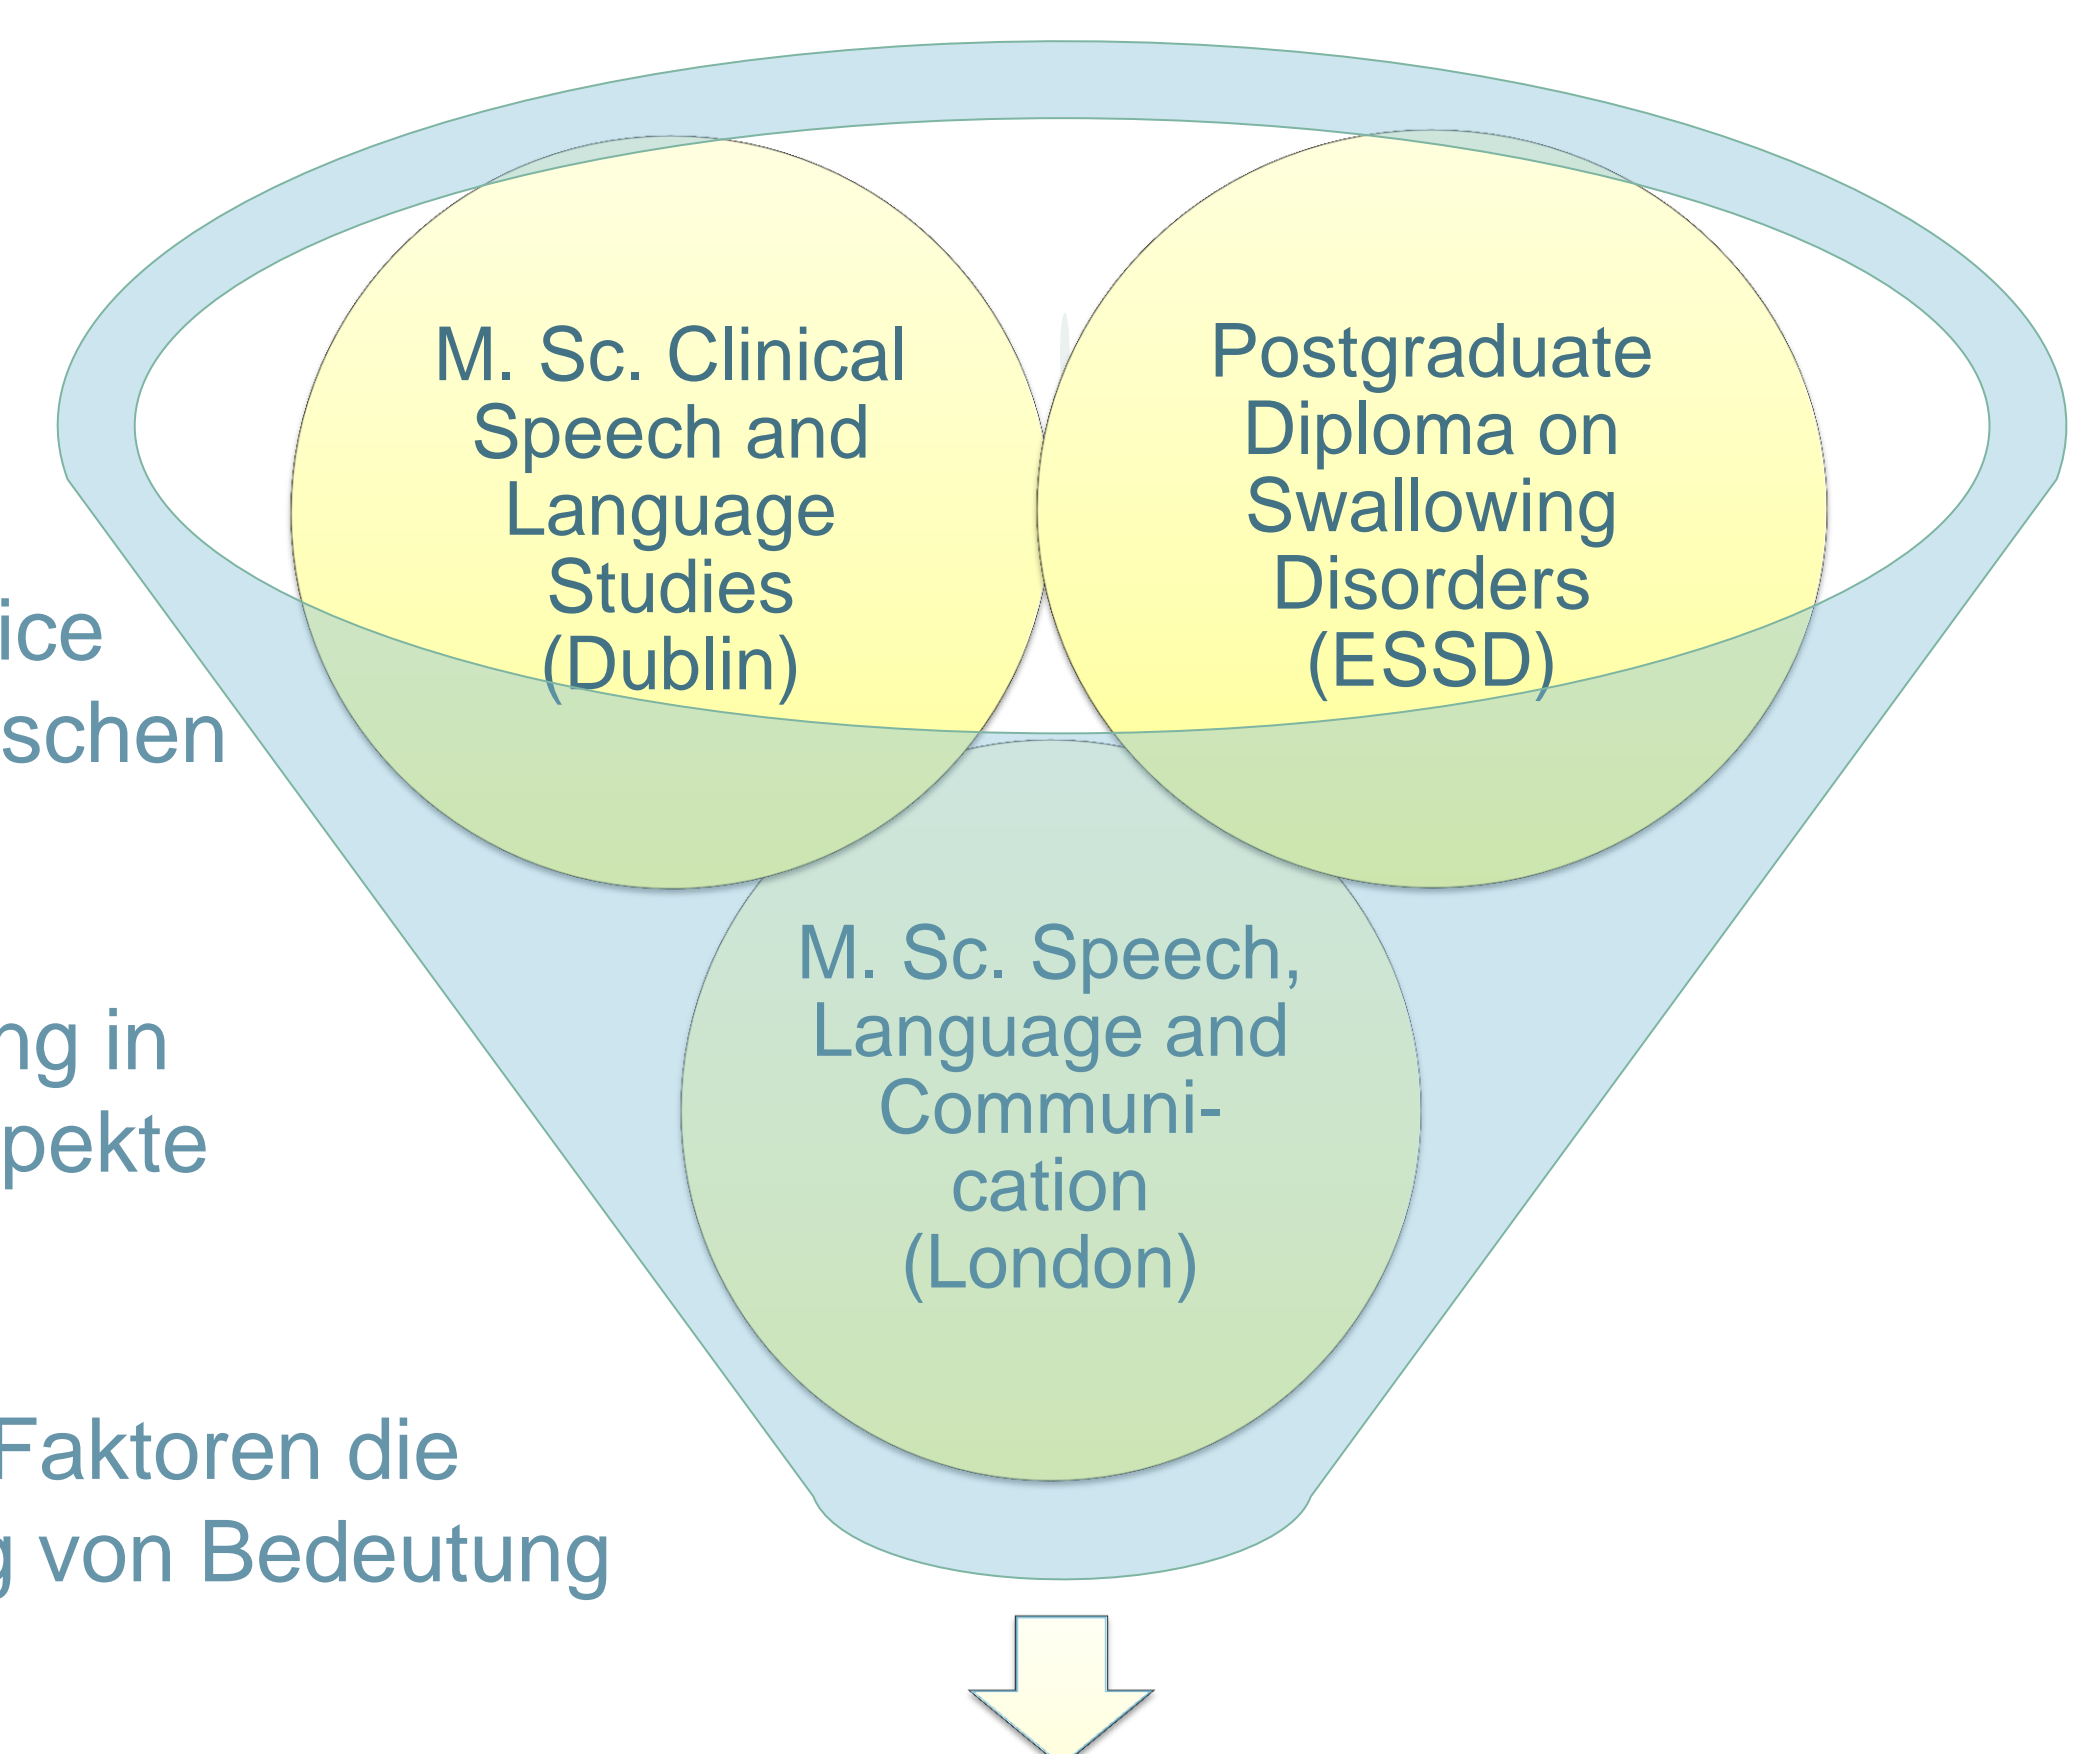 M. Sc. Clinical
Speech and
Language
Studies
(Dublin)
Postgraduate
Diploma on
Swallowing
Disorders
(ESSD)
M. Sc. Speech,
Language and
Communi-
cation
(London)
ice
schen
ng in
pekte
Faktoren die
g von Bedeutung